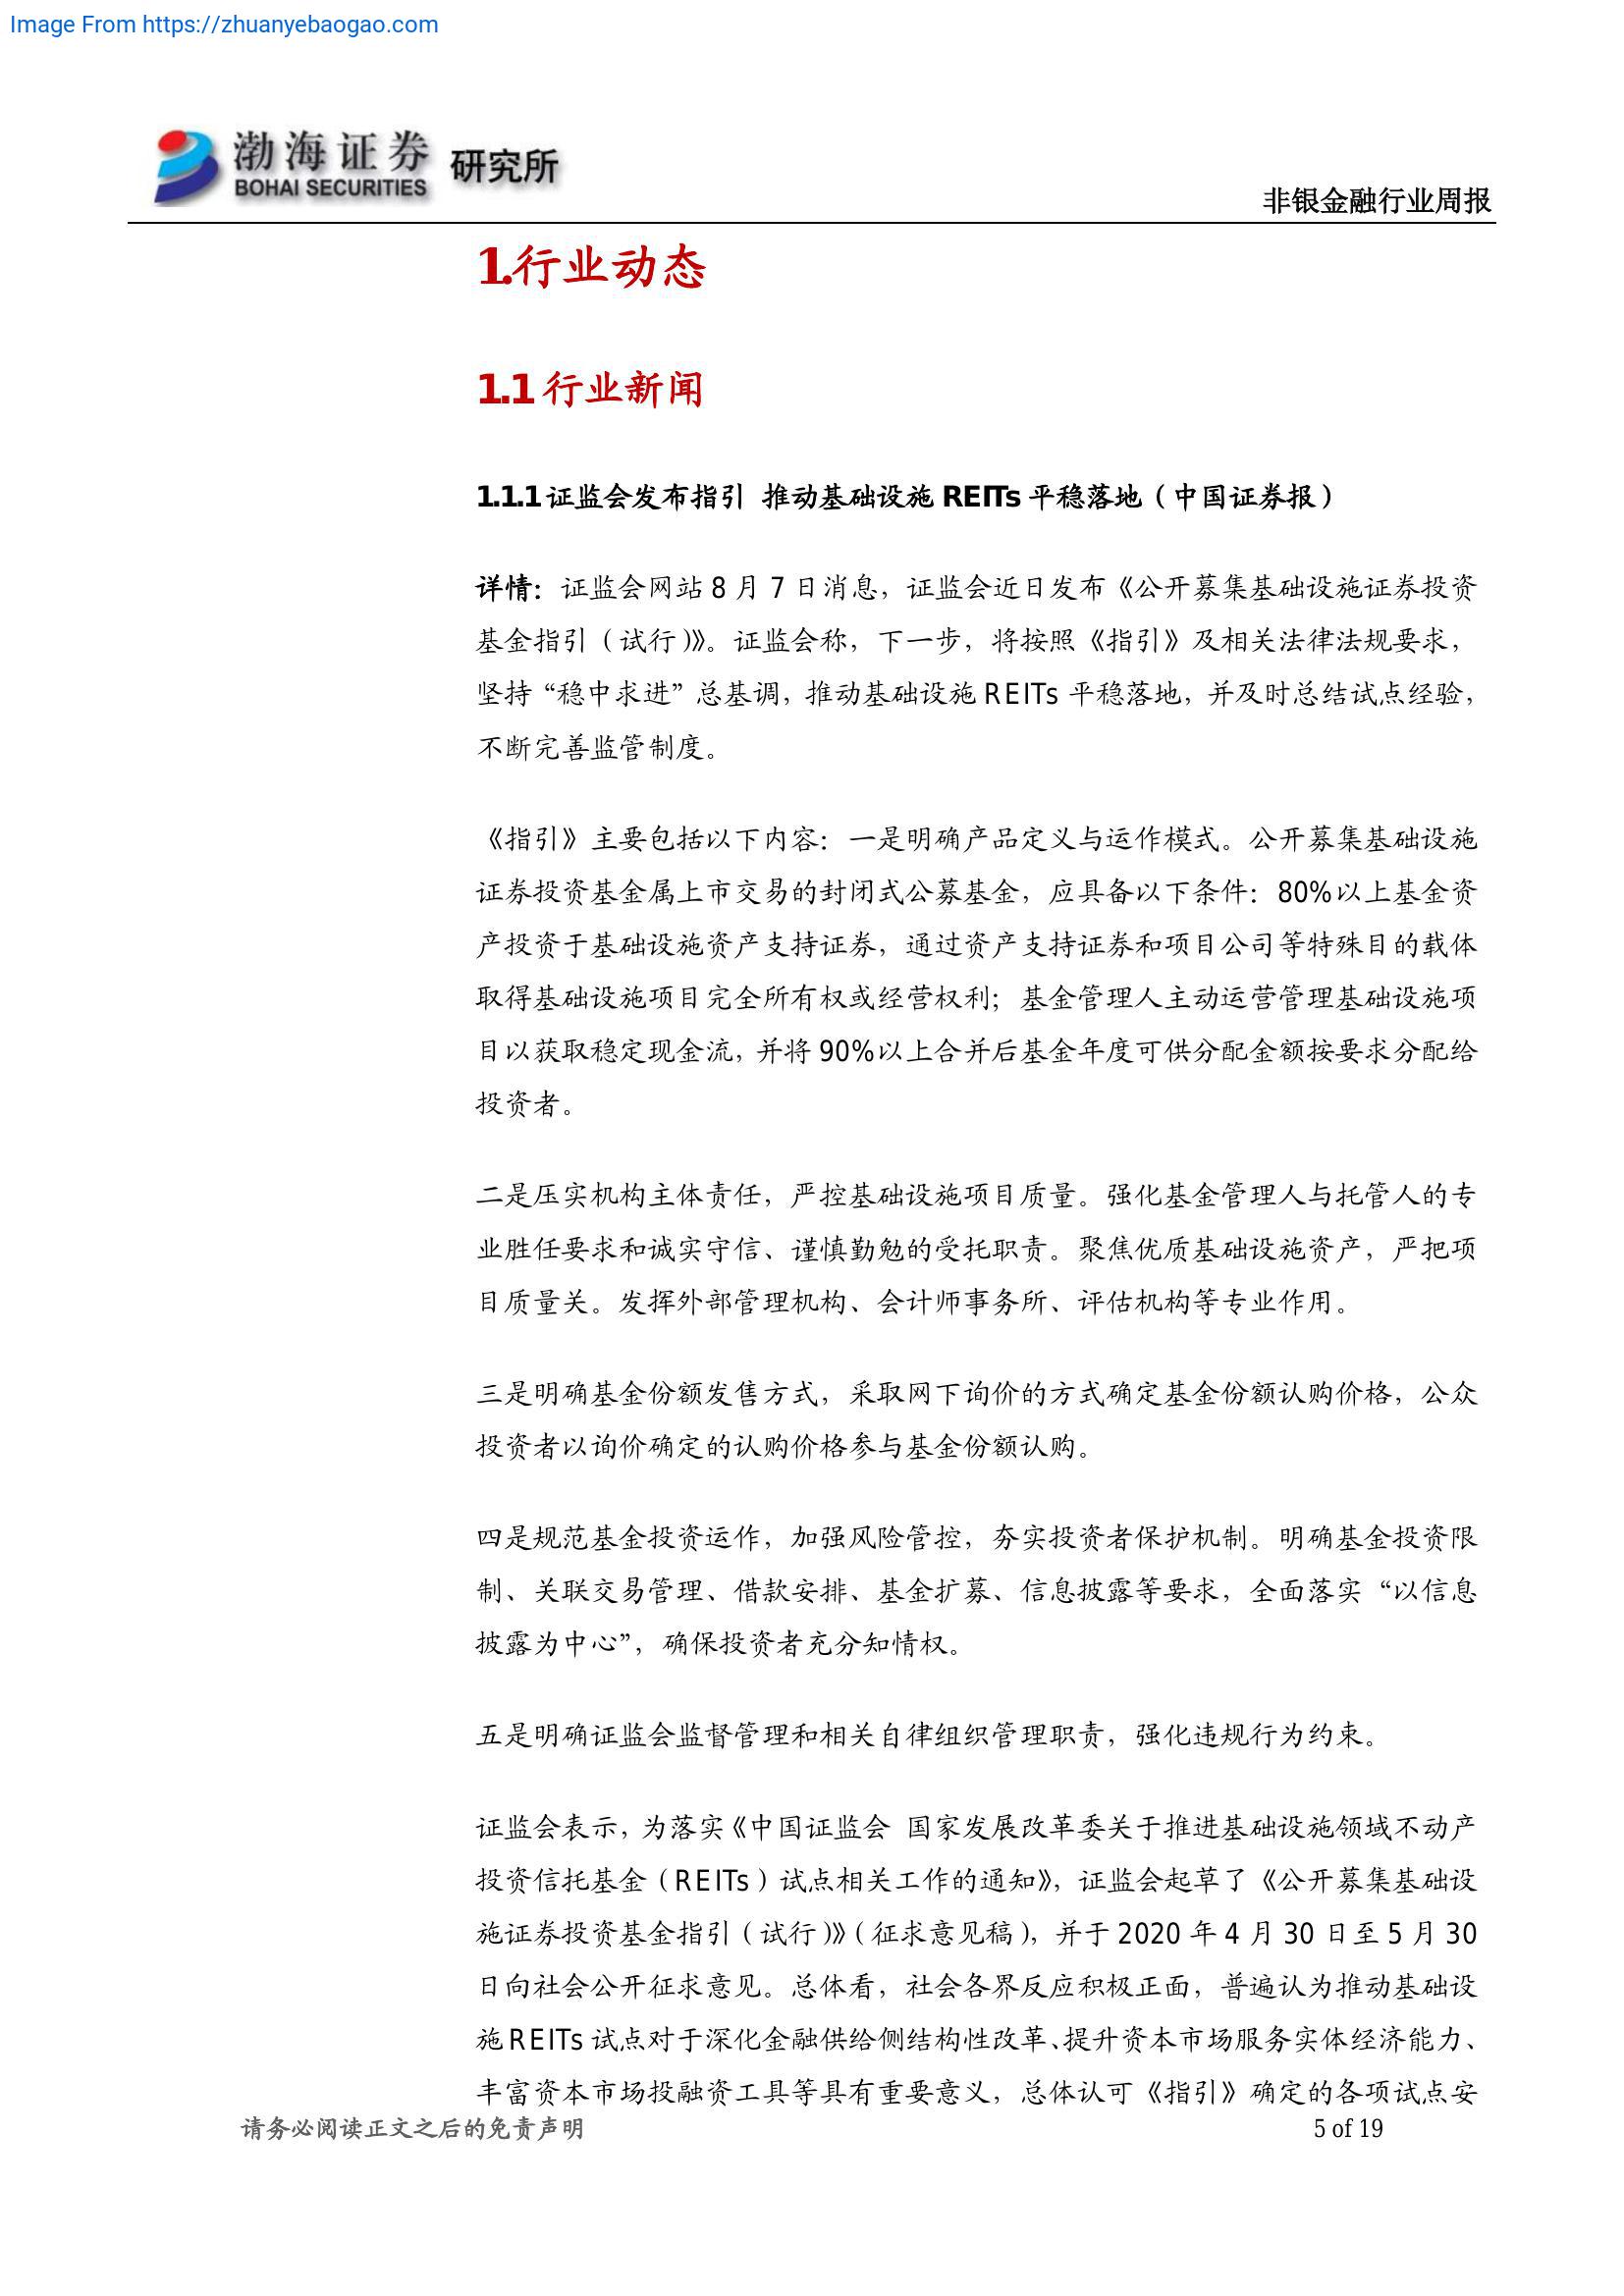 Image From https://zhuanyebaogao.com
渤海证券 研究所
BOHAI SECURITIES
非银金融行业周报
1.行业动态
1.1 行业新闻
1.1.1 证监会发布指引 推动基础设施 REITs 平稳落地（中国证券报）
详情：证监会网站 8 月 7 日消息，证监会近日发布《公开募集基础设施证券投资
基金指引（试行）》。证监会称，下一步，将按照《指引》及相关法律法规要求，
坚持“稳中求进”总基调，推动基础设施 REITs 平稳落地，并及时总结试点经验，
不断完善监管制度。
《指引》主要包括以下内容：一是明确产品定义与运作模式。公开募集基础设施
证券投资基金属上市交易的封闭式公募基金，应具备以下条件：80%以上基金资
产投资于基础设施资产支持证券，通过资产支持证券和项目公司等特殊目的载体
取得基础设施项目完全所有权或经营权利；基金管理人主动运营管理基础设施项
目以获取稳定现金流，并将 90%以上合并后基金年度可供分配金额按要求分配给
投资者。
二是压实机构主体责任，严控基础设施项目质量。强化基金管理人与托管人的专
业胜任要求和诚实守信、谨慎勤勉的受托职责。聚焦优质基础设施资产，严把项
目质量关。发挥外部管理机构、会计师事务所、评估机构等专业作用。
三是明确基金份额发售方式，采取网下询价的方式确定基金份额认购价格，公众
投资者以询价确定的认购价格参与基金份额认购。
四是规范基金投资运作，加强风险管控，夯实投资者保护机制。明确基金投资限
制、关联交易管理、借款安排、基金扩募、信息披露等要求，全面落实“以信息
披露为中心”，确保投资者充分知情权。
五是明确证监会监督管理和相关自律组织管理职责，强化违规行为约束。
证监会表示，为落实《中国证监会 国家发展改革委关于推进基础设施领域不动产
投资信托基金（REITs）试点相关工作的通知》，证监会起草了《公开募集基础设
施证券投资基金指引（试行）》（征求意见稿），并于 2020 年 4 月 30 日至 5 月 30
日向社会公开征求意见。总体看，社会各界反应积极正面，普遍认为推动基础设
施 REITs 试点对于深化金融供给侧结构性改革、提升资本市场服务实体经济能力、
丰富资本市场投融资工具等具有重要意义，总体认可《指引》确定的各项试点安
请务必阅读正文之后的免责声明
5 of 19